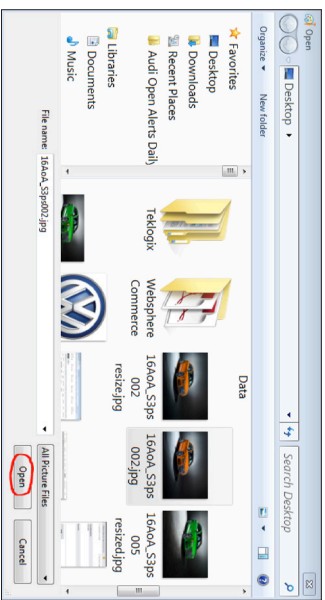 Open
Desktop
Search Desktop
Organize
New folder
Favorites
Desktop
Downloads
Recent Places
Audi Open Alerts Daily
Libraries
Documents
Music
Data
Teklogix
Websphere
Commerce
16AoA_S3ps
002
resize.jpg
16AoA_S3ps
002.jpg
16AoA_S3ps
005
resized.jpg
File name:
16AoA_S3ps002.jpg
All Picture Files
Open
Cancel